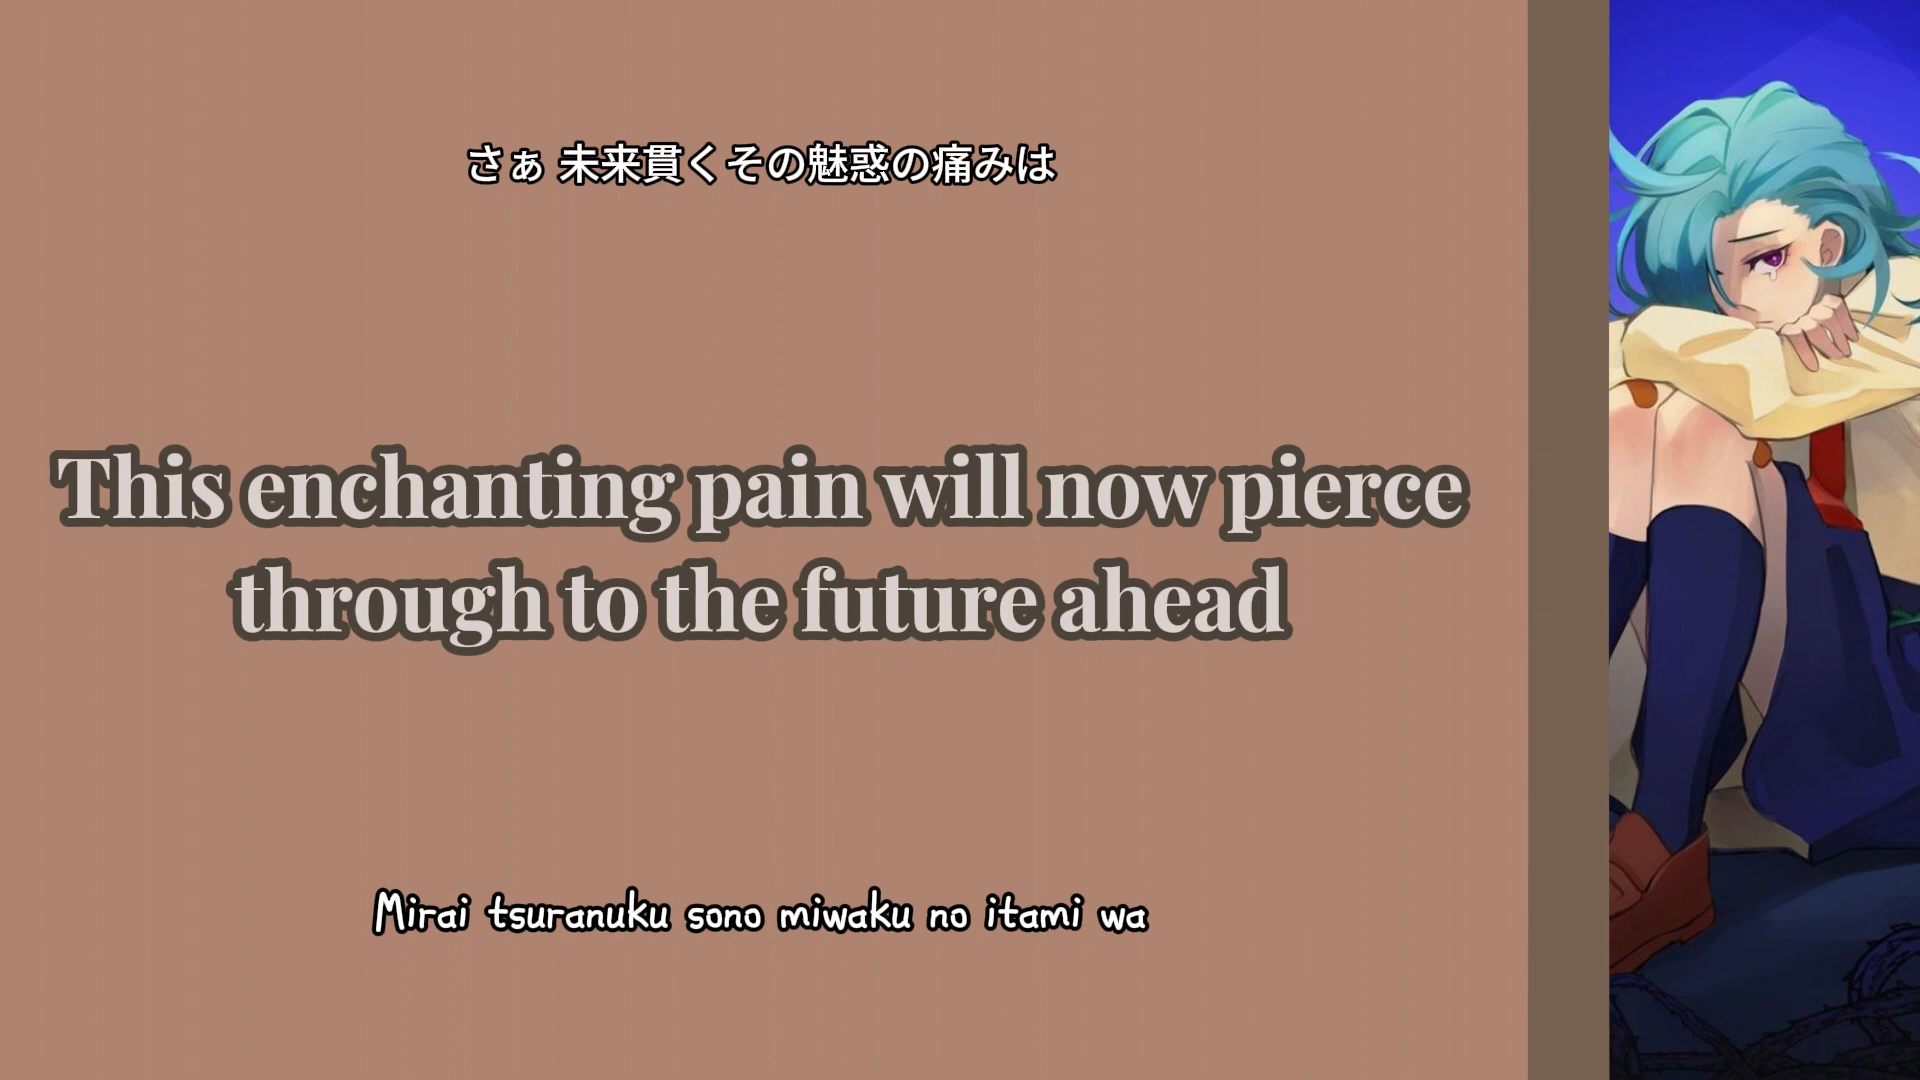 さぁ 未来貫くその魅惑の痛みは
This enchanting pain will now pierce
through to the future ahead
Mirai tsuranuku sono miwaku no itami wa